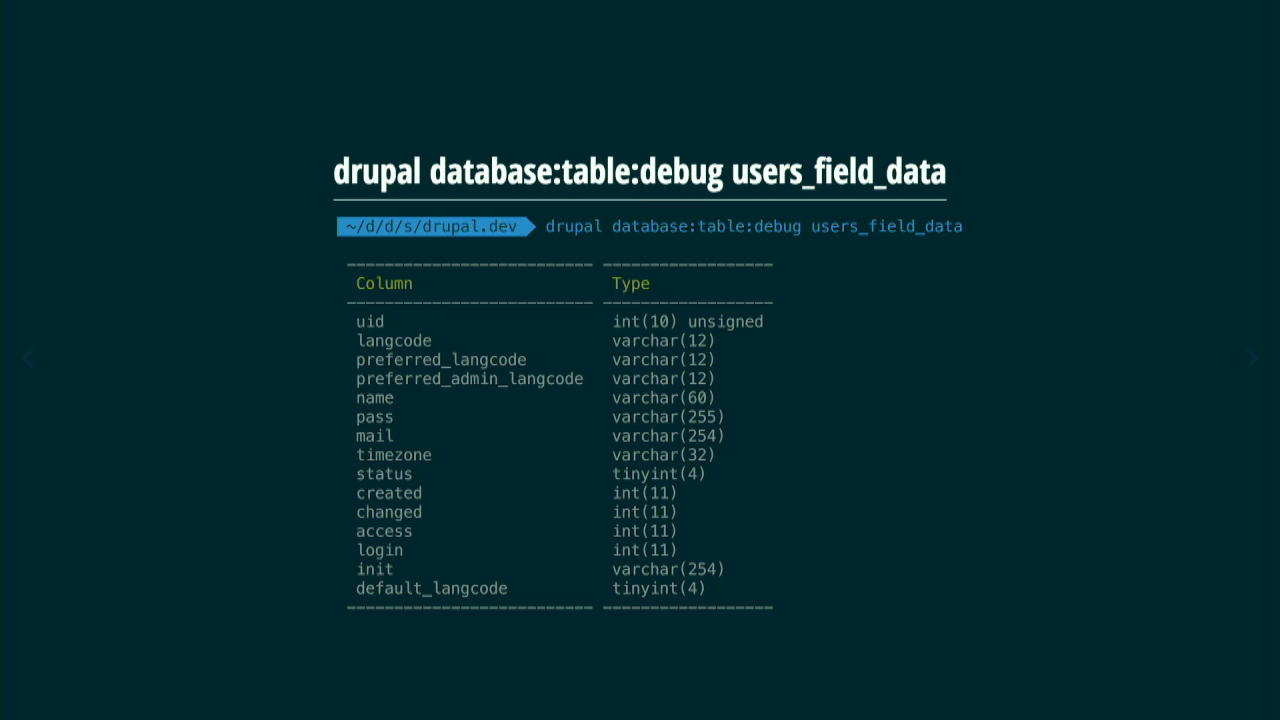 drupal database:table:debug users_field_data
~/d/d/s/drupal.dev drupal database:table:debug users_field_data
Column Type
uid int(10) unsigned
langcode varchar(12)
preferred_langcode varchar(12)
preferred_admin_langcode varchar(12)
name varchar(60)
pass varchar(255)
mail varchar(254)
timezone varchar(32)
status tinyint(4)
created int(11)
changed int(11)
access int(11)
login int(11)
init varchar(254)
default_langcode tinyint(4)